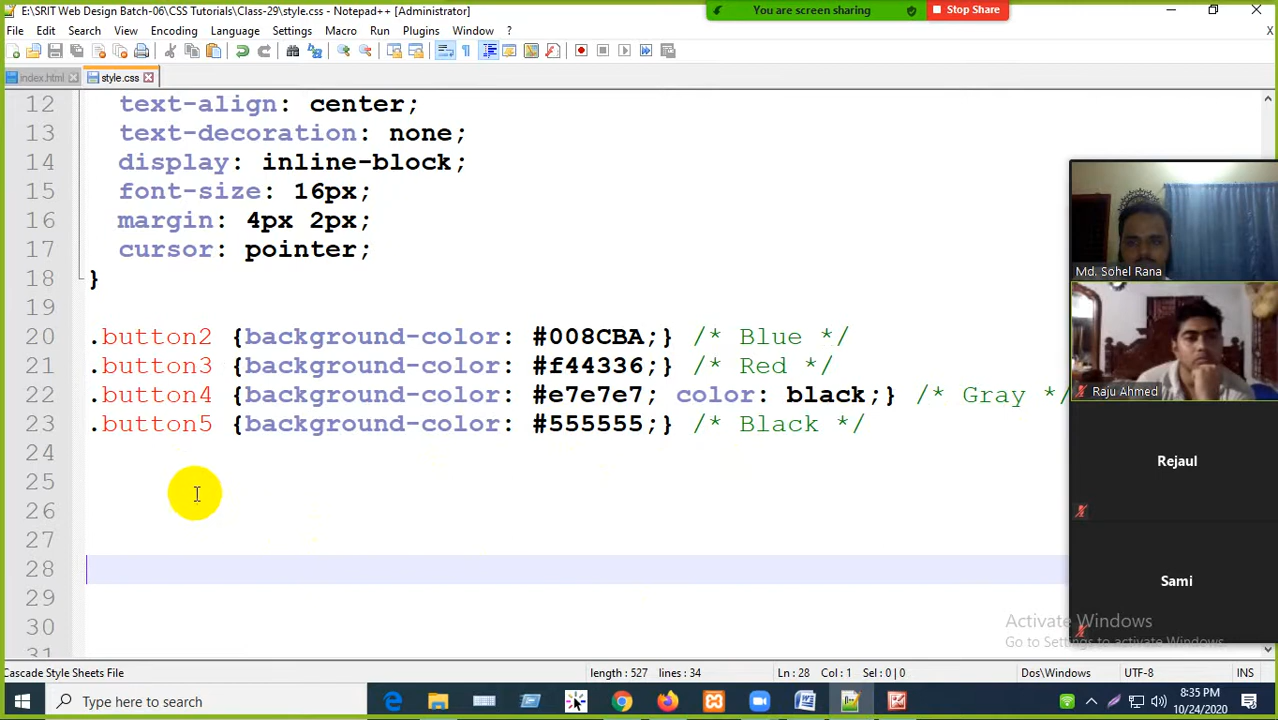 E:\SRIT Web Design Batch-06\CSS Tutorials\Class-29\style.css - Notepad++ [Administrator]
You are screen sharing
Stop Share
File Edit Search View Encoding Language Settings Macro Run Plugins Window ?
X
index.html
style.css
12 text-align: center;
13 text-decoration: none;
14 display: inline-block;
15 font-size: 16px;
16 margin: 4px 2px;
17 cursor: pointer;
18 }
19
20 .button2 {background-color: #008CBA;} /* Blue */
21 .button3 {background-color: #f44336;} /* Red */
22 .button4 {background-color: #e7e7e7; color: black;} /* Gray */
23 .button5 {background-color: #555555;} /* Black */
24
25
26
27
28
29
30
31
Md. Sohel Rana
Raju Ahmed
Rejaul
Sami
Activate Windows
Go to Settings to activate Windows.
Cascade Style Sheets File
length : 527 lines : 34
Ln : 28 Col : 1 Sel : 0 | 0
Dos\Windows
UTF-8
INS
Type here to search
8:35 PM
10/24/2020